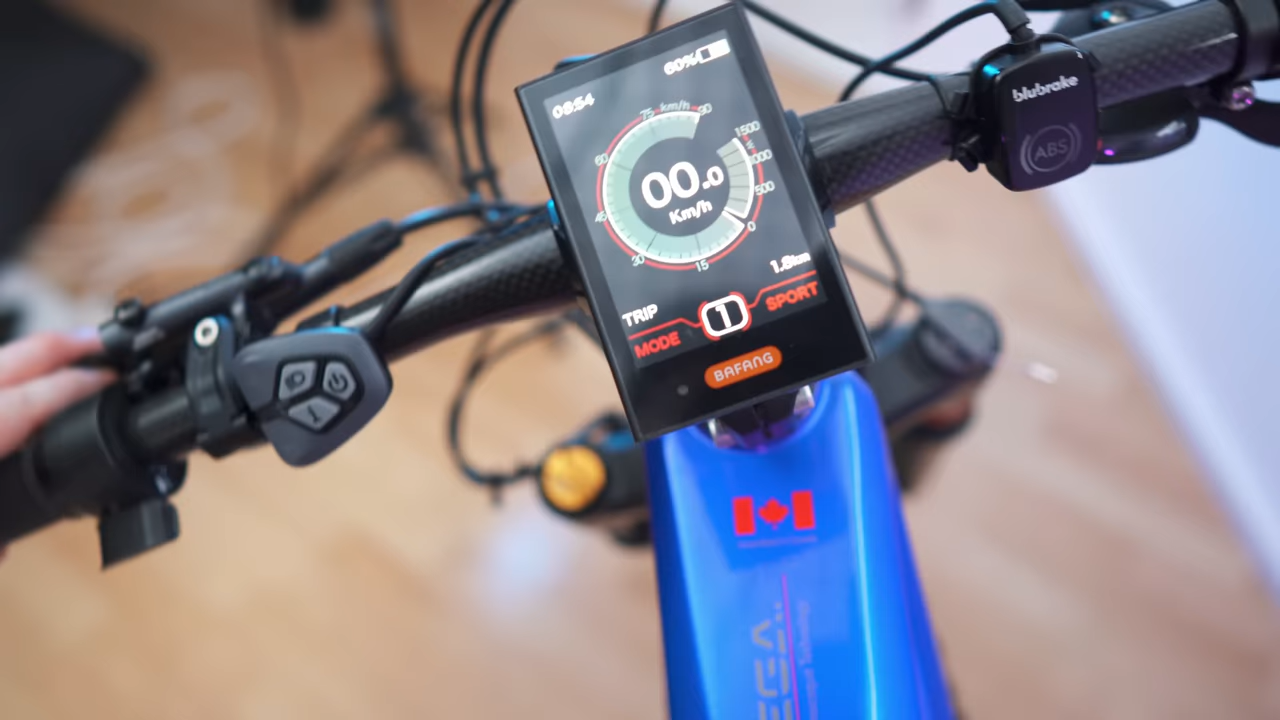 60%
08:54
75 km/h 90
60
45
30
15
1500
1000
500
0
00.0
Km/h
1.8km
TRIP
1
SPORT
MODE
BAFANG
blubrake
ABS